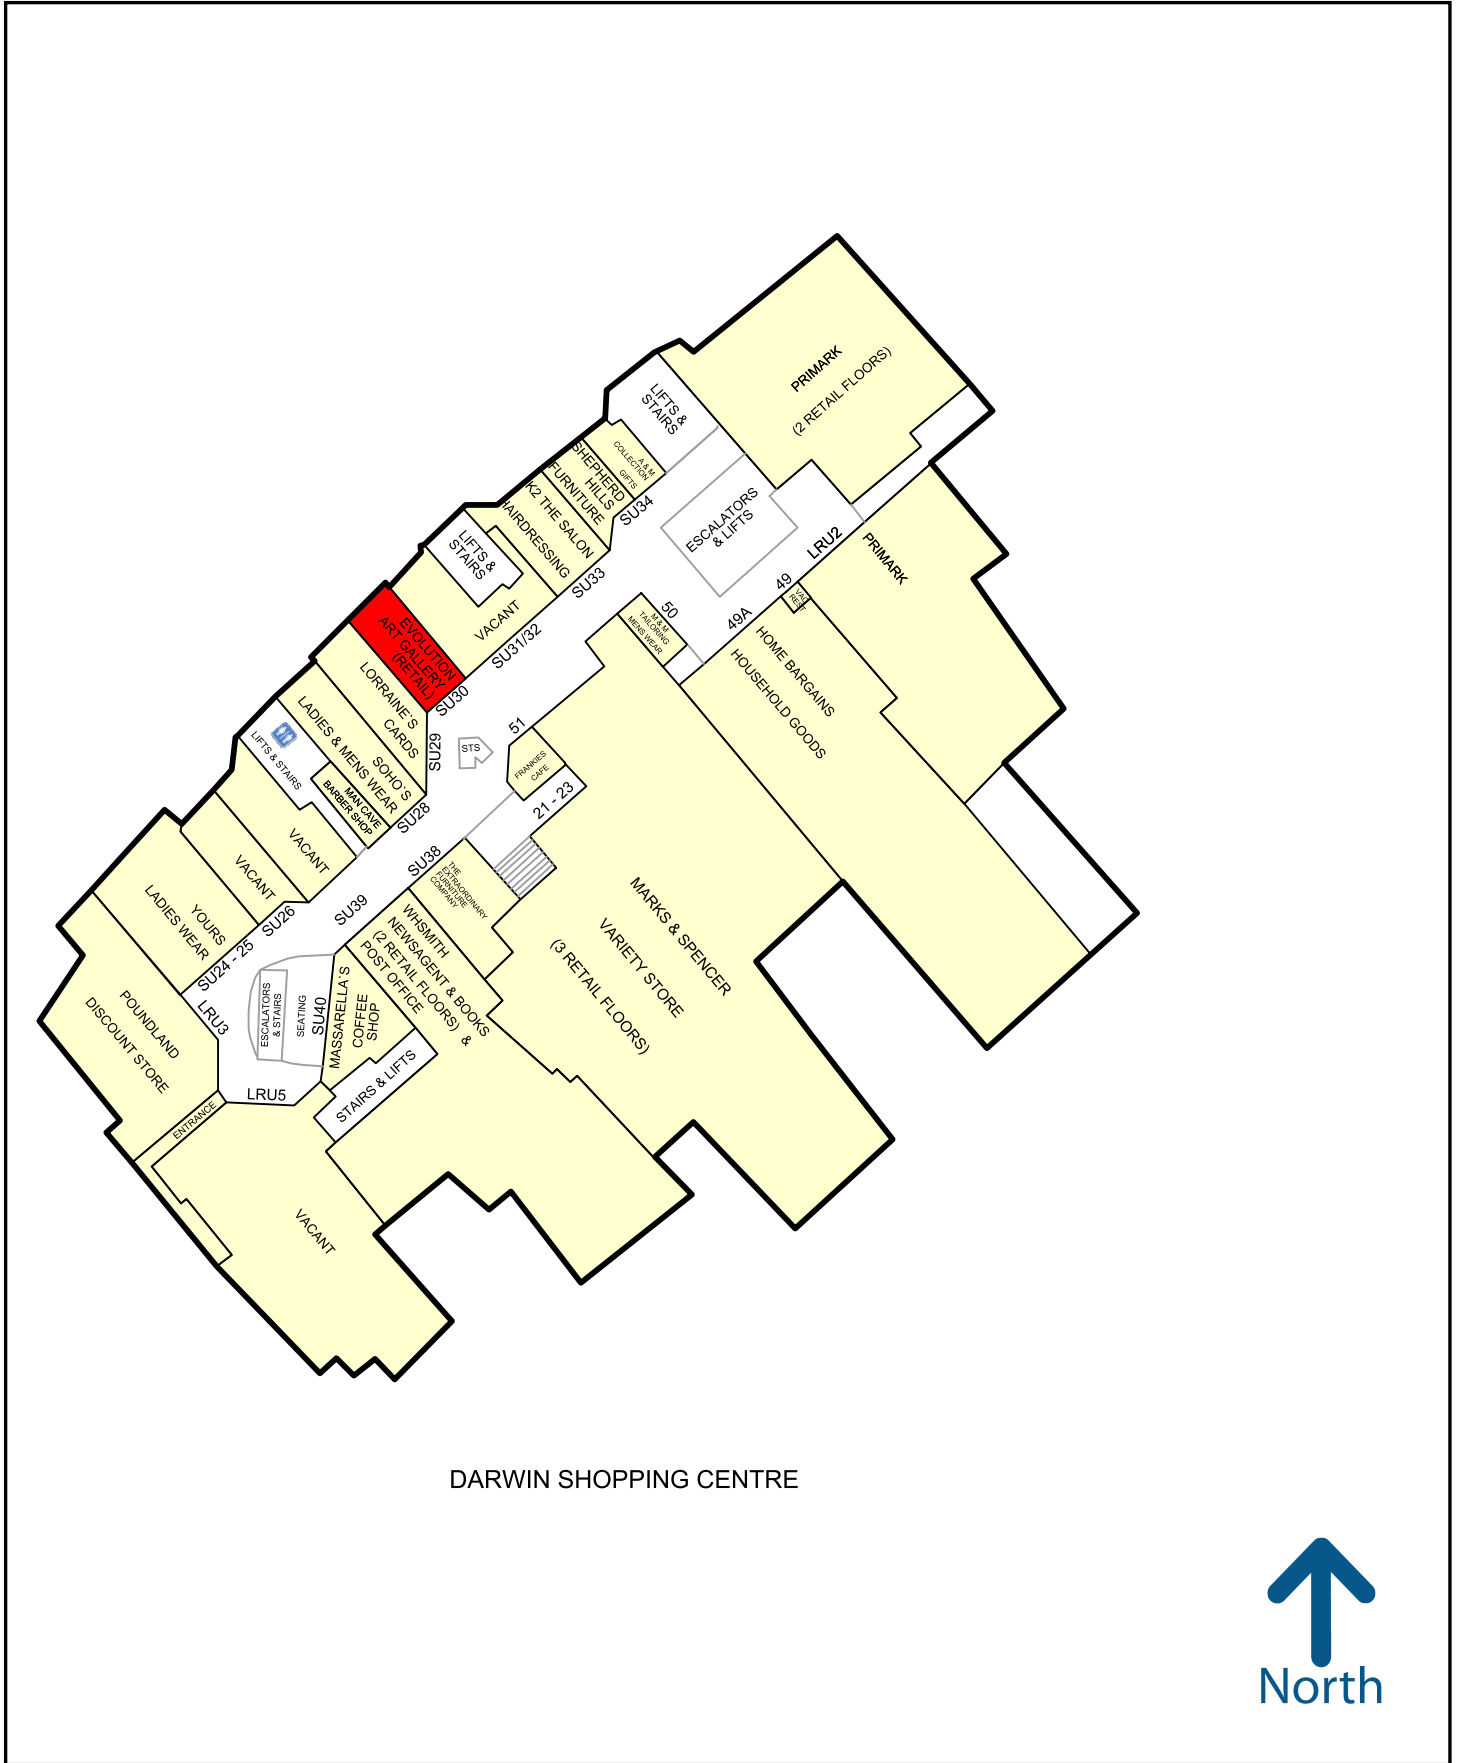 PRIMARK
(2 RETAIL FLOORS)
LIFTS &
STAIRS
A & M
COLLECTION
GIFTS
SHEPHERD
HILLS
FURNITURE
SU34
K2 THE SALON
HAIRDRESSING
SU33
ESCALATORS
& LIFTS
LRU2
PRIMARK
LIFTS &
STAIRS
VACANT
SU31/32
49
VAC
REST
49A
50
M & M
TAILORING
MENS WEAR
HOME BARGAINS
HOUSEHOLD GOODS
EVOLUTION
ART GALLERY
(RETAIL)
SU30
LORRAINE`S
CARDS
SU29
STS
51
FRANKIES
CAFE
21 - 23
SOHO`S
LADIES & MENS WEAR
SU28
LIFTS & STAIRS
MAN CAVE
BARBER SHOP
VACANT
VACANT
SU26
SU38
THE
EXTRAORDINARY
FURNITURE
COMPANY
SU39
WHSMITH
NEWSAGENT & BOOKS
(2 RETAIL FLOORS) &
POST OFFICE
MARKS & SPENCER
VARIETY STORE
(3 RETAIL FLOORS)
YOURS
LADIES WEAR
SU24 - 25
POUNDLAND
DISCOUNT STORE
LRU3
ESCALATORS
& STAIRS
SEATING
SU40
MASSARELLA`S
COFFEE
SHOP
STAIRS & LIFTS
LRU5
ENTRANCE
VACANT
DARWIN SHOPPING CENTRE
North